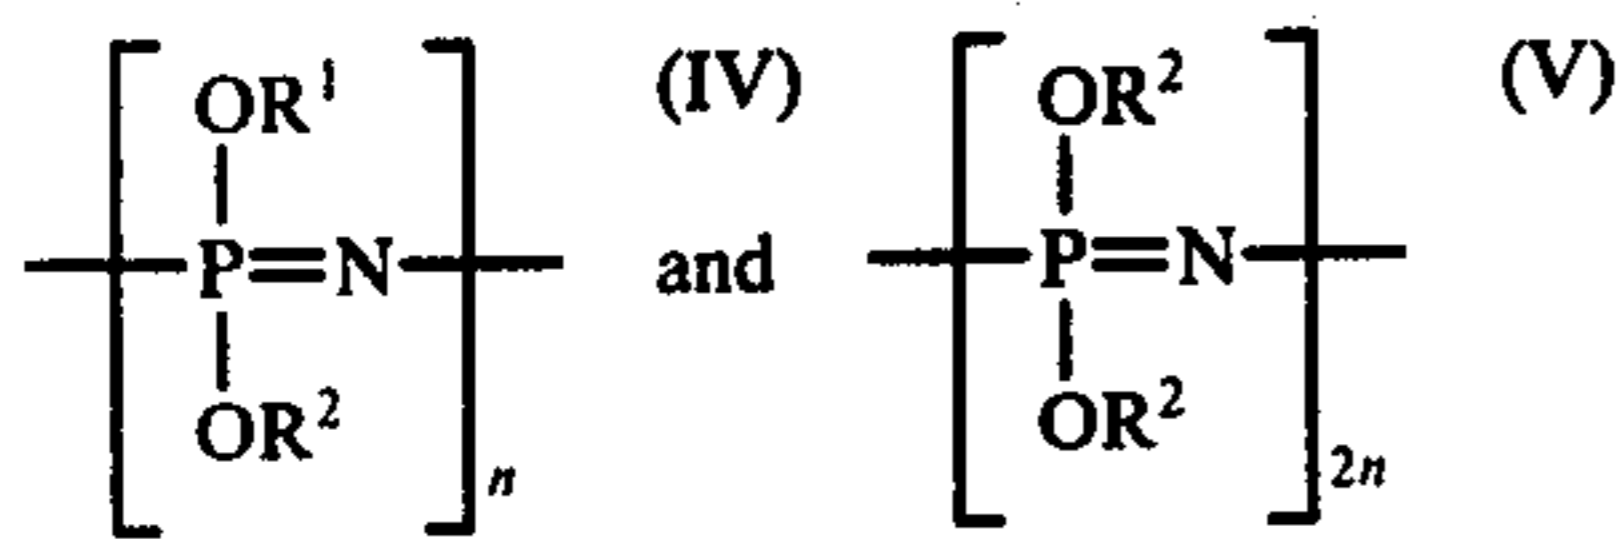 OR¹ (IV) OR² (V)
P=N and P=N
OR² OR²
n 2n